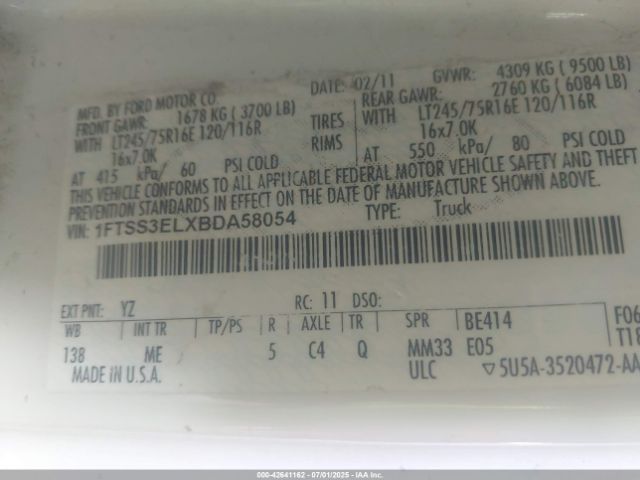 MFD. BY FORD MOTOR CO. DATE: 02/11 GVWR: 4309 KG ( 9500 LB)
FRONT GAWR: 1678 KG ( 3700 LB) REAR GAWR: 2760 KG ( 6084 LB)
WITH LT245/75R16E 120/116R TIRES WITH LT245/75R16E 120/116R
16x7.0K RIMS 16x7.0K
AT 415 kPa/ 60 PSI COLD AT 550 kPa/ 80 PSI COLD
THIS VEHICLE CONFORMS TO ALL APPLICABLE FEDERAL MOTOR VEHICLE SAFETY AND THEFT
PREVENTION STANDARDS IN EFFECT ON THE DATE OF MANUFACTURE SHOWN ABOVE.
VIN: 1FTSS3ELXBDA58054 TYPE: Truck
EXT PNT: YZ RC: 11 DSO:
WB INT TR TP/PS R AXLE TR SPR BE414 F06
138 ME 5 C4 Q MM33 E05 T18
MADE IN U.S.A. ULC ▽5U5A-3520472-AA
000-42641162 - 07/01/2025 - IAA Inc.